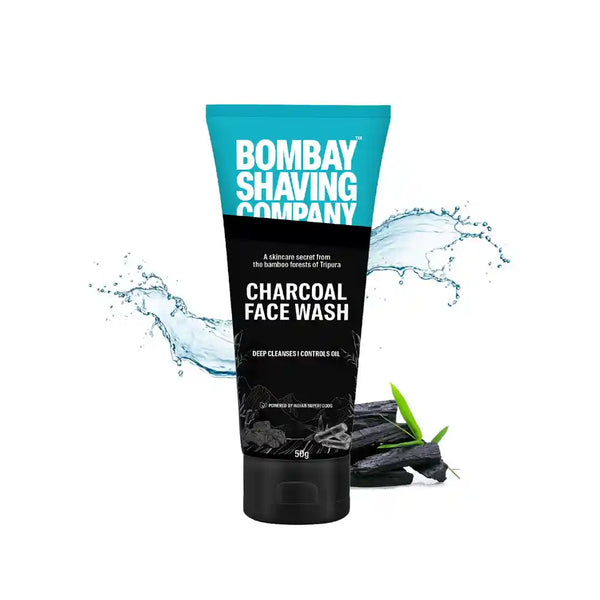 BOMBAY™
SHAVING
COMPANY
A skincare secret from
the bamboo forests of Tripura
CHARCOAL
FACE WASH
DEEP CLEANSES I CONTROLS OIL
POWERED BY INDIAN SUPERFOODS
50g